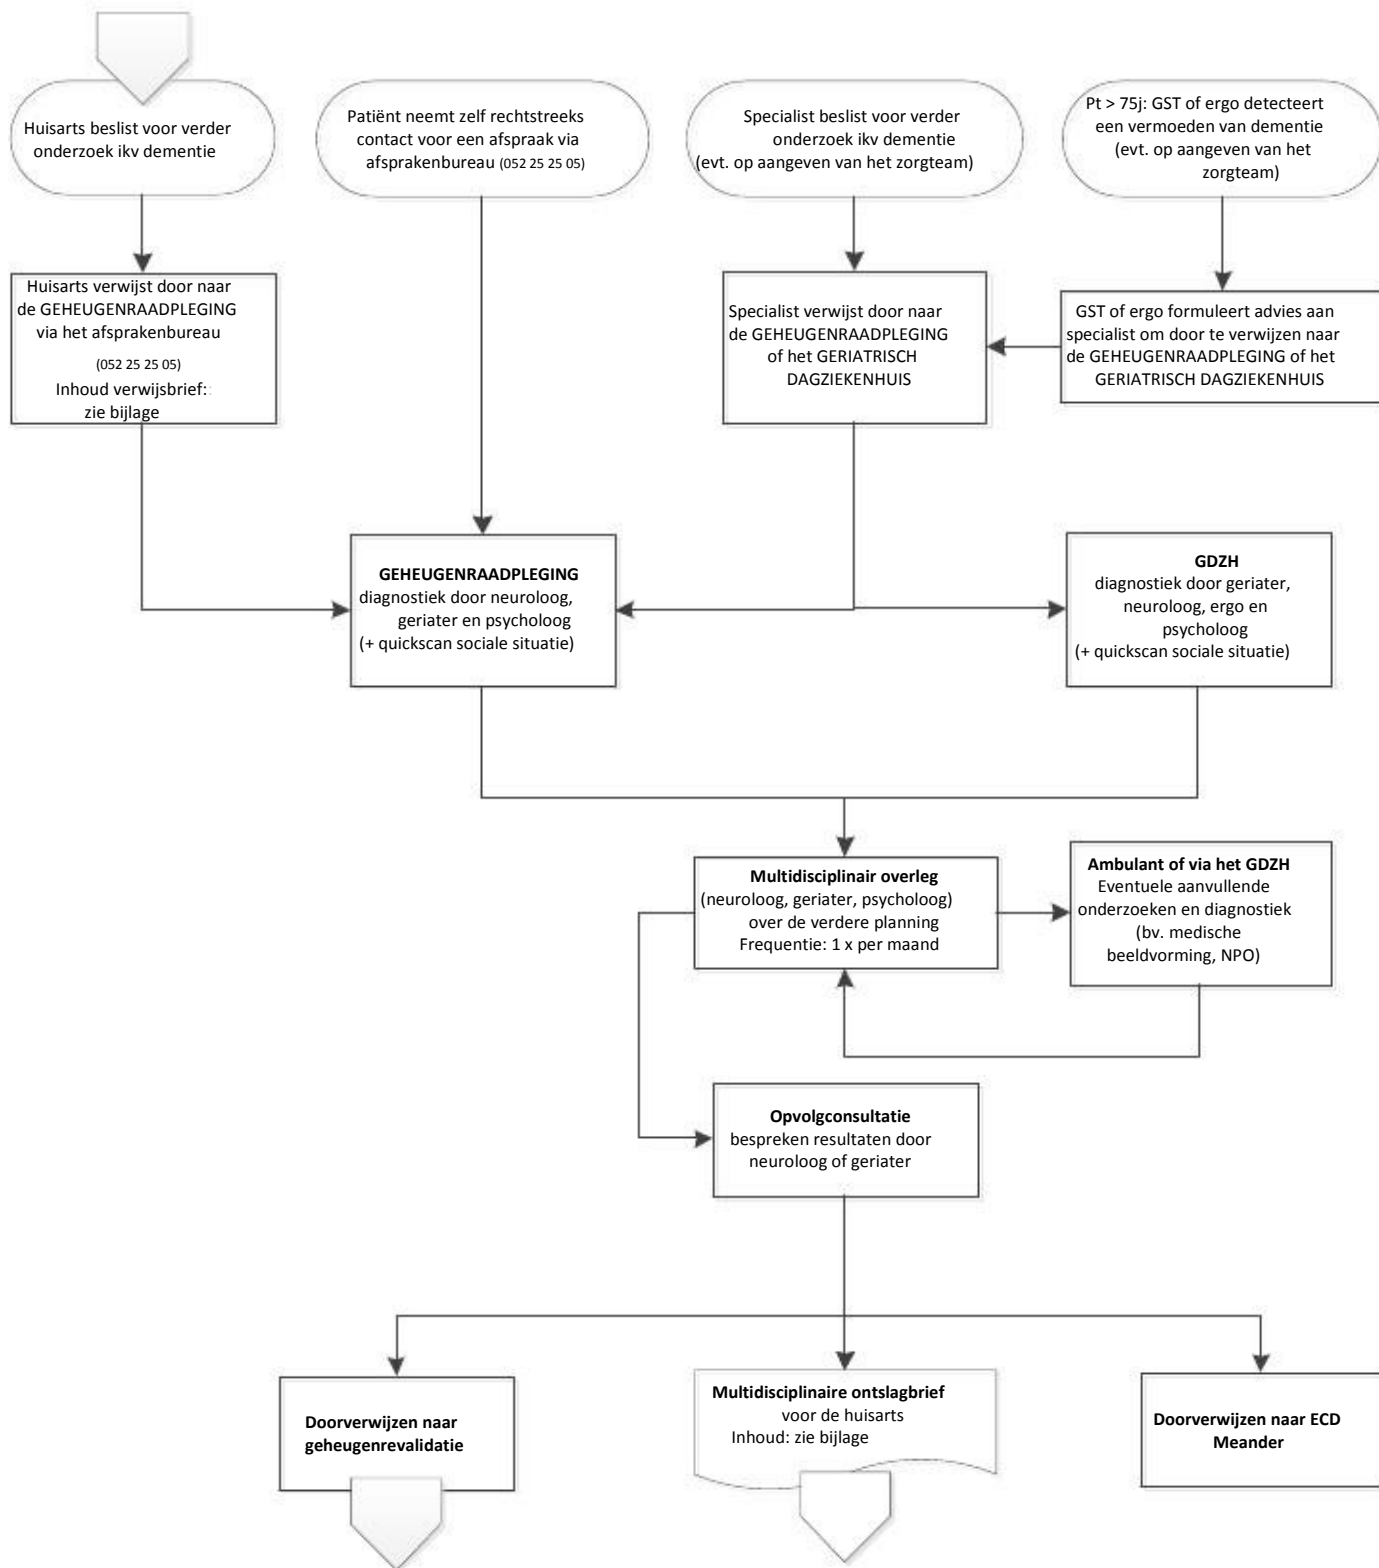 Huisarts beslist voor verder
onderzoek ikv dementie
Patiënt neemt zelf rechtstreeks
contact voor een afspraak via
afsprakenbureau (052 25 25 05)
Specialist beslist voor verder
onderzoek ikv dementie
(evt. op aangeven van het zorgteam)
Pt > 75j: GST of ergo detecteert
een vermoeden van dementie
(evt. op aangeven van het
zorgteam)
Huisarts verwijst door naar
de GEHEUGENRAADPLEGING
via het afsprakenbureau
(052 25 25 05)
Inhoud verwijsbrief:
zie bijlage
Specialist verwijst door naar
de GEHEUGENRAADPLEGING
of het GERIATRISCH
DAGZIEKENHUIS
GST of ergo formuleert advies aan
specialist om door te verwijzen naar
de GEHEUGENRAADPLEGING of het
GERIATRISCH DAGZIEKENHUIS
GEHEUGENRAADPLEGING
diagnostiek door neuroloog,
geriater en psycholoog
(+ quickscan sociale situatie)
GDZH
diagnostiek door geriater,
neuroloog, ergo en
psycholoog
(+ quickscan sociale situatie)
Multidisciplinair overleg
(neuroloog, geriater, psycholoog)
over de verdere planning
Frequentie: 1 x per maand
Ambulant of via het GDZH
Eventuele aanvullende
onderzoeken en diagnostiek
(bv. medische
beeldvorming, NPO)
Opvolgconsultatie
bespreken resultaten door
neuroloog of geriater
Doorverwijzen naar
geheugenrevalidatie
Multidisciplinaire ontslagbrief
voor de huisarts
Inhoud: zie bijlage
Doorverwijzen naar ECD
Meander